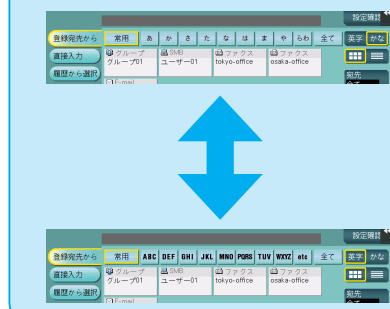 設定確認
登録宛先から 常用 あ か さ た な は ま や らわ 全て 英字 かな
直接入力 グループ SMB ファクス ファクス
グループ01 ユーザー01 tokyo-office osaka-office
履歴から選択 E-mail 宛先
設定確認
登録宛先から 常用 ABC DEF GHI JKL MNO PQRS TUV WXYZ etc 全て 英字 かな
直接入力 グループ SMB ファクス ファクス
グループ01 ユーザー01 tokyo-office osaka-office
履歴から選択 E-mail 宛先